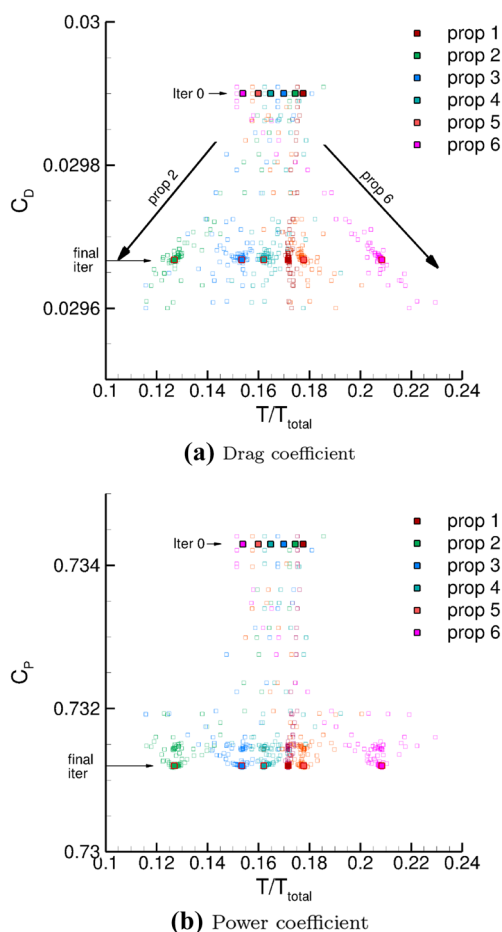 0.03
prop 1
prop 2
prop 3
prop 4
prop 5
prop 6
Iter 0
prop 2
prop 6
0.0298
C_D
final
iter
0.0296
0.1 0.12 0.14 0.16 0.18 0.2 0.22 0.24
T/T_total
(a) Drag coefficient
prop 1
prop 2
prop 3
prop 4
prop 5
prop 6
Iter 0
0.734
C_P
0.732
final
iter
0.73
0.1 0.12 0.14 0.16 0.18 0.2 0.22 0.24
T/T_total
(b) Power coefficient